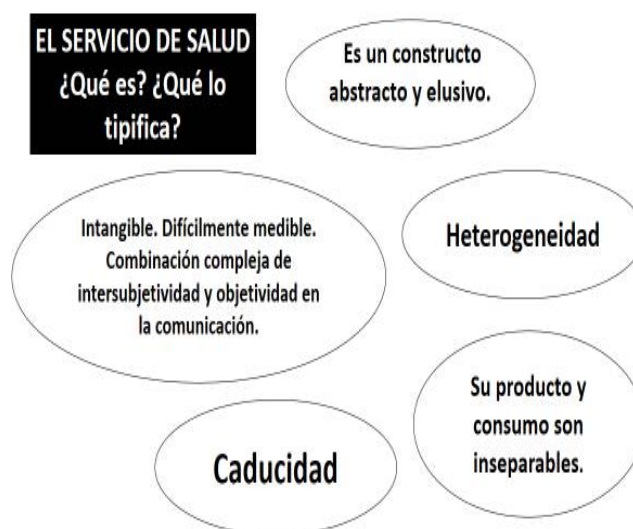 EL SERVICIO DE SALUD
¿Qué es? ¿Qué lo
tipifica?
Es un constructo
abstracto y elusivo.
Intangible. Difícilmente medible.
Combinación compleja de
intersubjetividad y objetividad en
la comunicación.
Heterogeneidad
Su producto y
consumo son
inseparables.
Caducidad